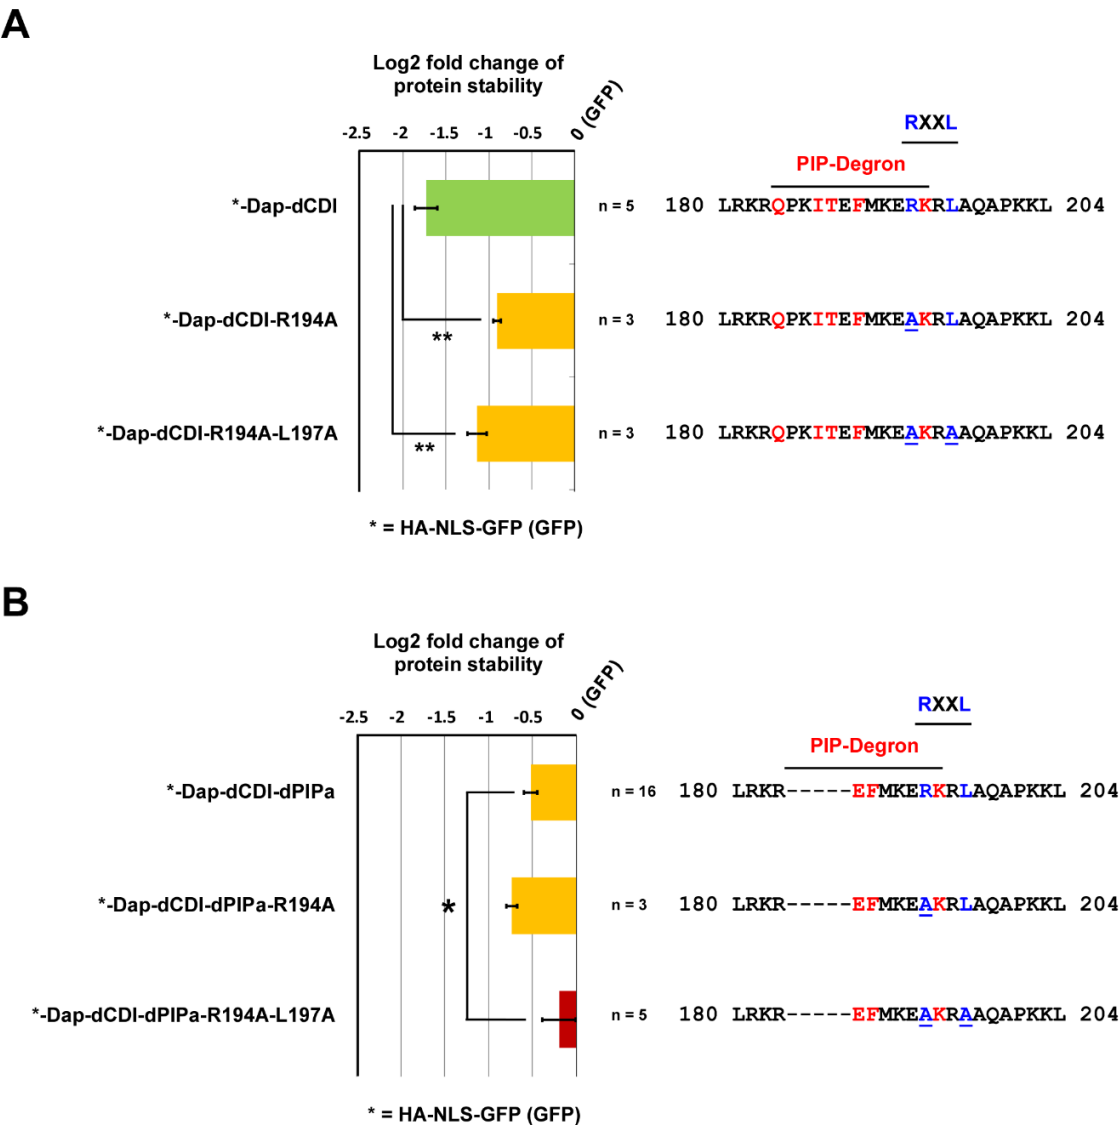 A
Log2 fold change of
protein stability
-2.5 -2 -1.5 -1 -0.5 0 (GFP)
RXXL
PIP-Degron
*-Dap-dCDI n = 5 180 LRKRQPKITEFMKERKRLAQAPKKL 204
*-Dap-dCDI-R194A n = 3 180 LRKRQPKITEFMKEAKRLAQAPKKL 204
**
*-Dap-dCDI-R194A-L197A n = 3 180 LRKRQPKITEFMKEAKRAAQAPKKL 204
**
* = HA-NLS-GFP (GFP)
B
Log2 fold change of
protein stability
-2.5 -2 -1.5 -1 -0.5 0 (GFP)
RXXL
PIP-Degron
*-Dap-dCDI-dPIPa n = 16 180 LRKR-----EFMKERKRLAQAPKKL 204
*-Dap-dCDI-dPIPa-R194A * n = 3 180 LRKR-----EFMKEAKRLAQAPKKL 204
*-Dap-dCDI-dPIPa-R194A-L197A n = 5 180 LRKR-----EFMKEAKRAAQAPKKL 204
* = HA-NLS-GFP (GFP)